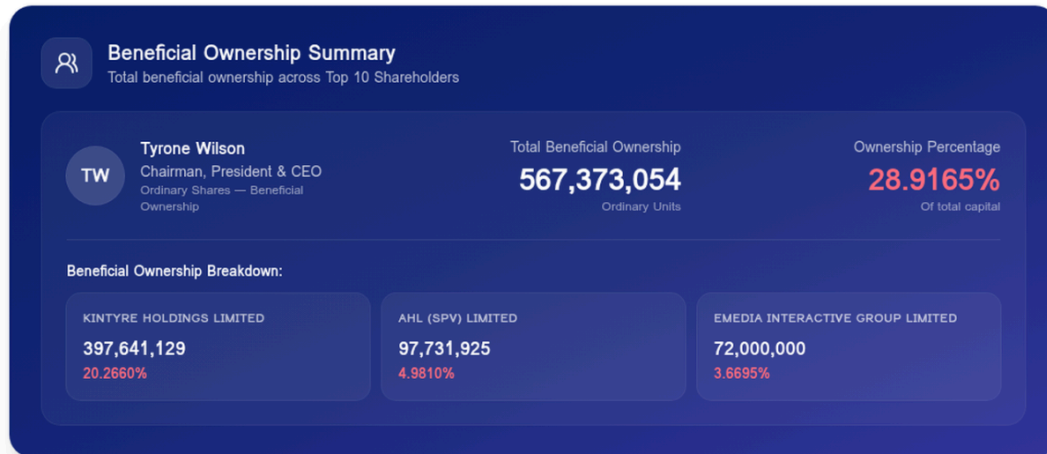 Beneficial Ownership Summary
Total beneficial ownership across Top 10 Shareholders
TW
Tyrone Wilson
Chairman, President & CEO
Ordinary Shares — Beneficial
Ownership
Total Beneficial Ownership
567,373,054
Ordinary Units
Ownership Percentage
28.9165%
Of total capital
Beneficial Ownership Breakdown:
KINTYRE HOLDINGS LIMITED
397,641,129
20.2660%
AHL (SPV) LIMITED
97,731,925
4.9810%
EMEDIA INTERACTIVE GROUP LIMITED
72,000,000
3.6695%